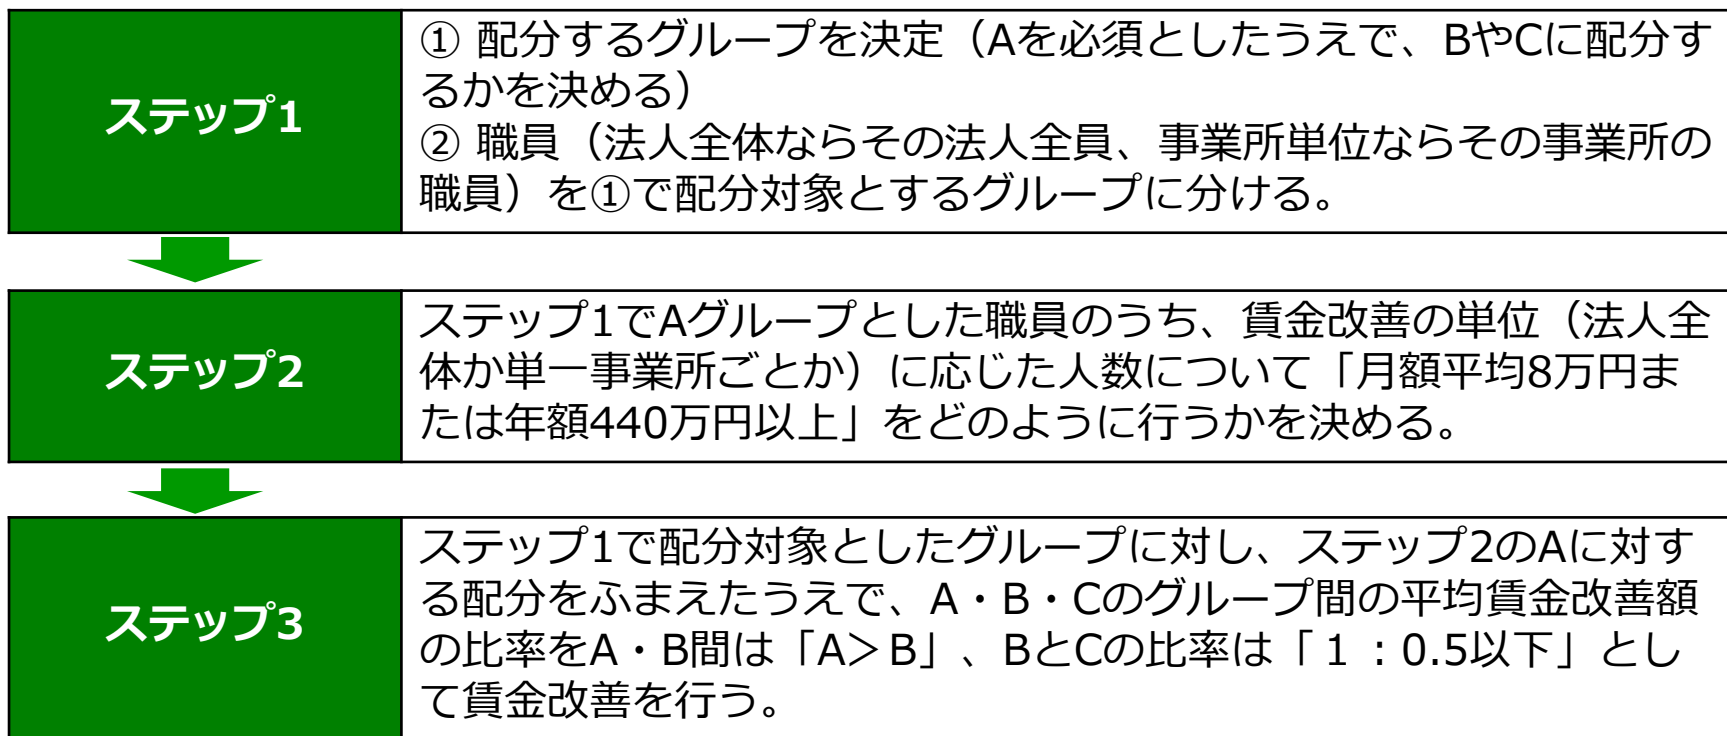 ステップ1
① 配分するグループを決定（Aを必須としたうえで、BやCに配分す
るかを決める）
② 職員（法人全体ならその法人全員、事業所単位ならその事業所の
職員）を①で配分対象とするグループに分ける。
ステップ2
ステップ1でAグループとした職員のうち、賃金改善の単位（法人全
体か単一事業所ごとか）に応じた人数について「月額平均8万円ま
たは年額440万円以上」をどのように行うかを決める。
ステップ3
ステップ1で配分対象としたグループに対し、ステップ2のAに対す
る配分をふまえたうえで、A・B・Cのグループ間の平均賃金改善額
の比率をA・B間は「A＞B」、BとCの比率は「１：0.5以下」とし
て賃金改善を行う。